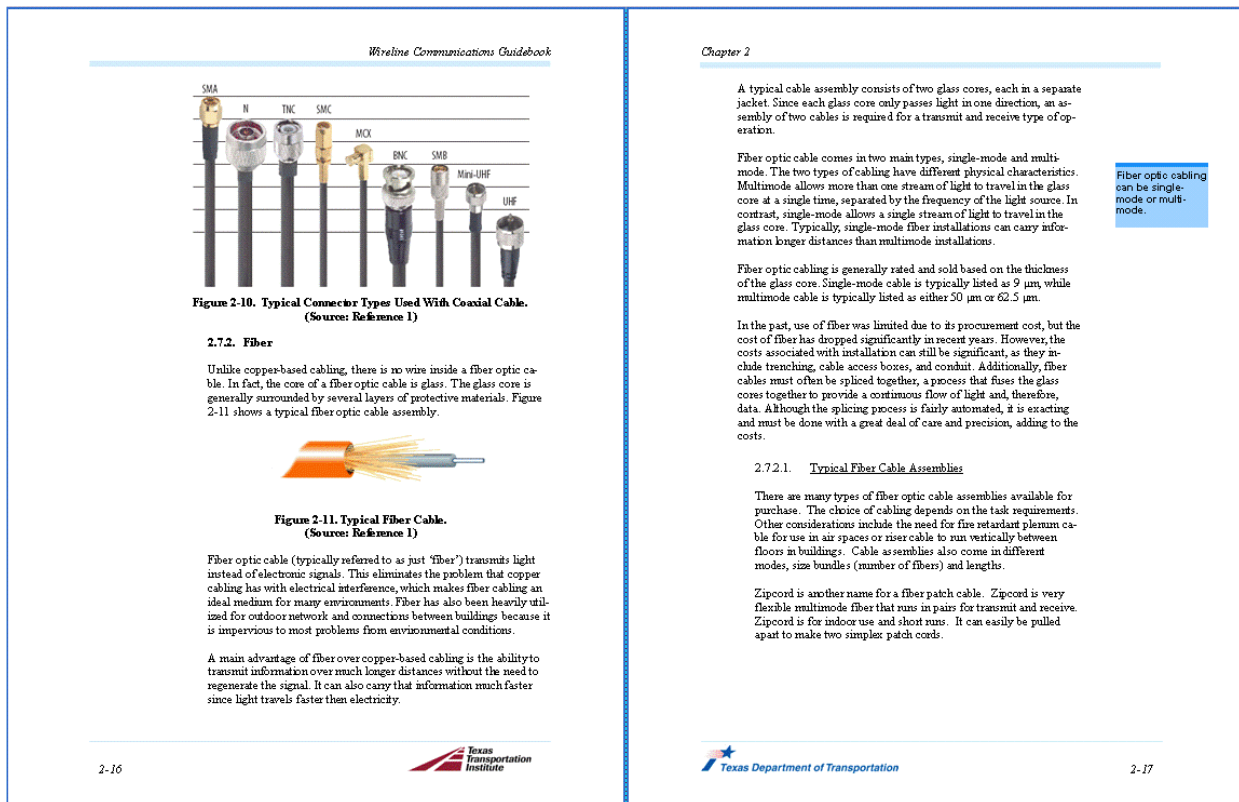 Wireline Communications Guidebook
SMA
N
TNC
SMC
MCX
BNC
SMB
Mini-UHF
UHF
Figure 2-10. Typical Connector Types Used With Coaxial Cable.
(Source: Reference 1)
2.7.2. Fiber
Unlike copper-based cabling, there is no wire inside a fiber optic ca-
ble. In fact, the core of a fiber optic cable is glass. The glass core is
generally surrounded by several layers of protective materials. Figure
2-11 shows a typical fiber optic cable assembly.
Figure 2-11. Typical Fiber Cable.
(Source: Reference 1)
Fiber optic cable (typically referred to as just ‘fiber’) transmits light
instead of electronic signals. This eliminates the problem that copper
cabling has with electrical interference, which makes fiber cabling an
ideal medium for many environments. Fiber has also been heavily util-
ized for outdoor network and connections between buildings because it
is impervious to most problems from environmental conditions.
A main advantage of fiber over copper-based cabling is the ability to
transmit information over much longer distances without the need to
regenerate the signal. It can also carry that information much faster
since light travels faster then electricity.
2-16
Texas
Transportation
Institute
Chapter 2
A typical cable assembly consists of two glass cores, each in a separate
jacket. Since each glass core only passes light in one direction, an as-
sembly of two cables is required for a transmit and receive type of op-
eration.
Fiber optic cable comes in two main types, single-mode and multi-
mode. The two types of cabling have different physical characteristics.
Multimode allows more than one stream of light to travel in the glass
core at a single time, separated by the frequency of the light source. In
contrast, single-mode allows a single stream of light to travel in the
glass core. Typically, single-mode fiber installations can carry infor-
mation longer distances than multimode installations.
Fiber optic cabling
can be single-
mode or multi-
mode.
Fiber optic cabling is generally rated and sold based on the thickness
of the glass core. Single-mode cable is typically listed as 9 μm, while
multimode cable is typically listed as either 50 μm or 62.5 μm.
In the past, use of fiber was limited due to its procurement cost, but the
cost of fiber has dropped significantly in recent years. However, the
costs associated with installation can still be significant, as they in-
clude trenching, cable access boxes, and conduit. Additionally, fiber
cables must often be spliced together, a process that fuses the glass
cores together to provide a continuous flow of light and, therefore,
data. Although the splicing process is fairly automated, it is exacting
and must be done with a great deal of care and precision, adding to the
costs.
2.7.2.1. Typical Fiber Cable Assemblies
There are many types of fiber optic cable assemblies available for
purchase. The choice of cabling depends on the task requirements.
Other considerations include the need for fire retardant plenum ca-
ble for use in air spaces or riser cable to run vertically between
floors in buildings. Cable assemblies also come in different
modes, size bundles (number of fibers) and lengths.
Zipcord is another name for a fiber patch cable. Zipcord is very
flexible multimode fiber that runs in pairs for transmit and receive.
Zipcord is for indoor use and short runs. It can easily be pulled
apart to make two simplex patch cords.
Texas Department of Transportation
2-17